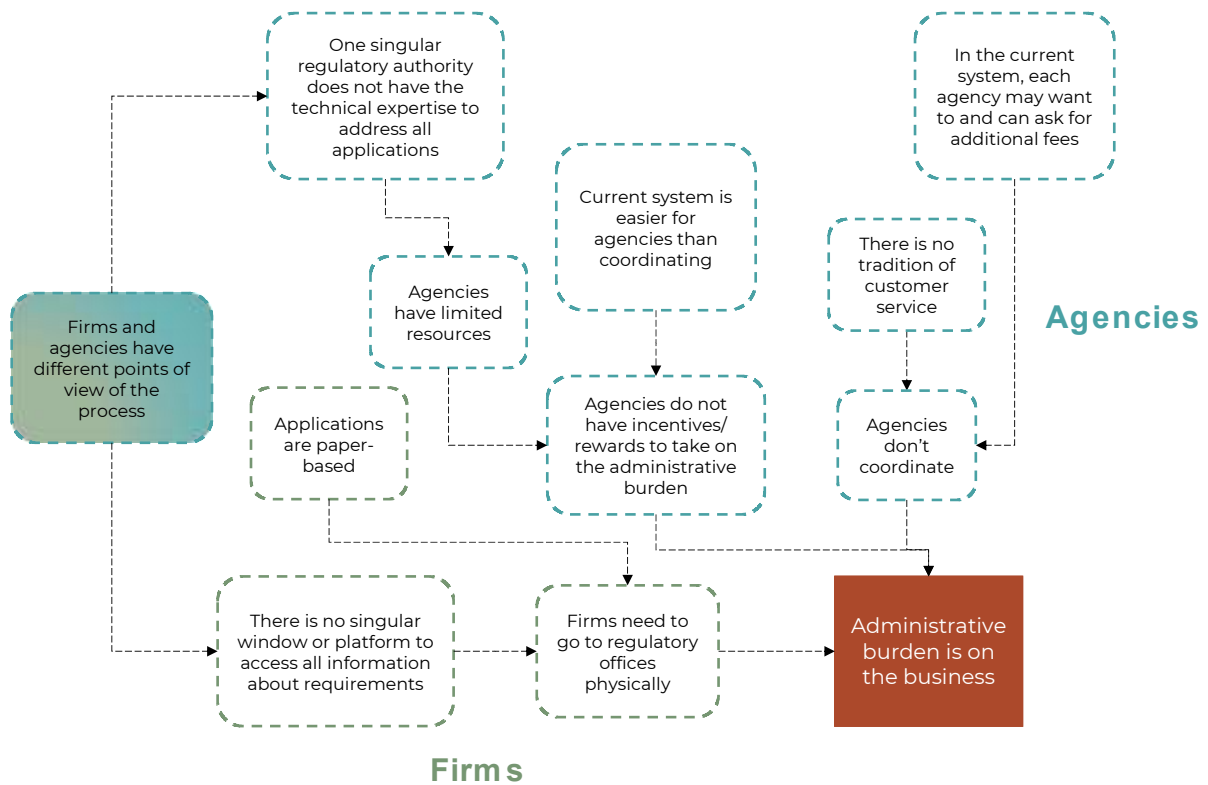 One singular
regulatory authority
does not have the
technical expertise to
address all
applications
In the current
system, each
agency may want
to and can ask for
additional fees
Current system is
easier for
agencies than
coordinating
There is no
tradition of
customer
service
Agencies
have limited
resources
Agencies
Firms and
agencies have
different points of
view of the
process
Applications
are paper-
based
Agencies do not
have incentives/
rewards to take on
the administrative
burden
Agencies
don’t
coordinate
There is no singular
window or platform to
access all information
about requirements
Firms need to
go to regulatory
offices
physically
Administrative
burden is on
the business
Firms